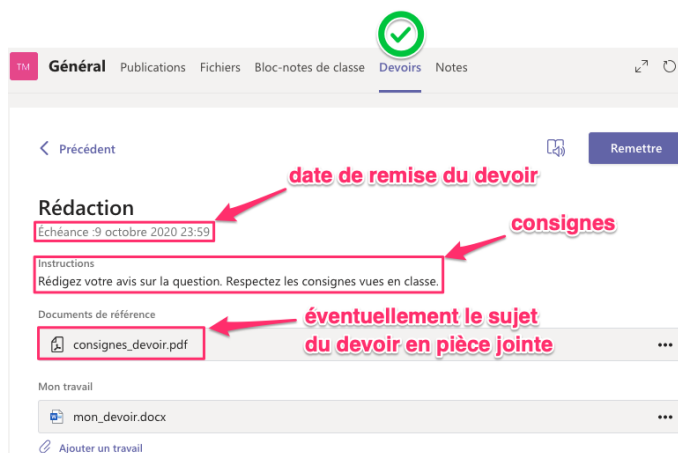 TM Général Publications Fichiers Bloc-notes de classe Devoirs Notes
Précédent
Remettre
date de remise du devoir
Rédaction
Échéance :9 octobre 2020 23:59
consignes
Instructions
Rédigez votre avis sur la question. Respectez les consignes vues en classe.
Documents de référence
éventuellement le sujet
du devoir en pièce jointe
consignes_devoir.pdf
Mon travail
mon_devoir.docx
Ajouter un travail